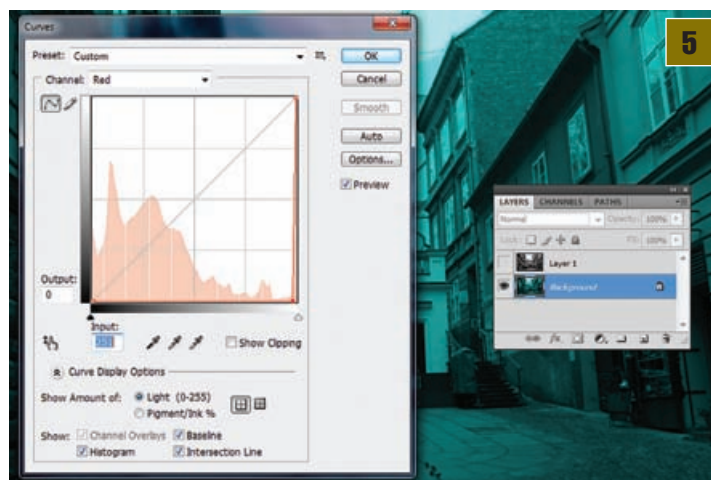 Curves
5
Preset: Custom
OK
Channel: Red
Cancel
Smooth
Auto
Options...
Preview
LAYERS CHANNELS PATHS
Normal Opacity: 100%
Lock: Fill: 100%
Layer 1
Background
Output:
0
Input:
Show Clipping
Curve Display Options
Show Amount of: Light (0-255)
Pigment/Ink %
Show: Channel Overlays Baseline
Histogram Intersection Line